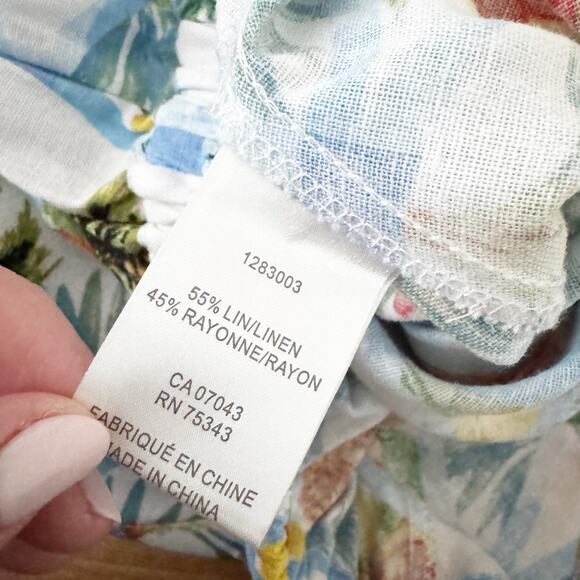 1283003
55% LIN/LINEN
45% RAYONNE/RAYON
CA 07043
RN 75343
FABRIQUÉ EN CHINE
MADE IN CHINA